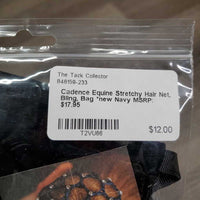 The Tack Collector
848159-233
Cadence Equine Stretchy Hair Net,
Bling, Bag *new Navy MSRP:
$17.95
T2VU86
$12.00